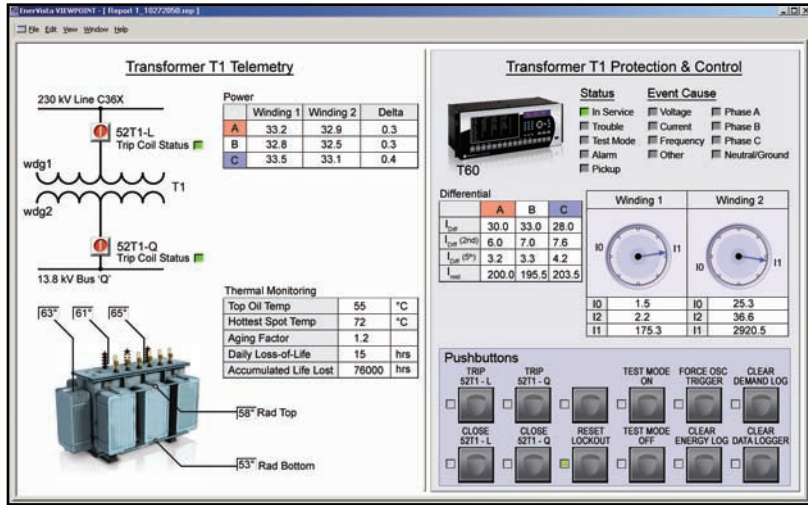 EnerVista VIEWPOINT - [ Report 1_10272050.rep ]
File Edit View Window Help
Transformer T1 Telemetry
230 kV Line C36X
52T1-L
Trip Coil Status
wdg1
T1
wdg2
52T1-Q
Trip Coil Status
13.8 kV Bus 'Q'
Power
Winding 1 Winding 2 Delta
A 33.2 32.9 0.3
B 32.8 32.5 0.3
C 33.5 33.1 0.4
63° 61° 65°
58° Rad Top
53° Rad Bottom
Thermal Monitoring
Top Oil Temp 55 °C
Hottest Spot Temp 72 °C
Aging Factor 1.2
Daily Loss-of-Life 15 hrs
Accumulated Life Lost 76000 hrs
Transformer T1 Protection & Control
T60
Status
In Service
Trouble
Test Mode
Alarm
Pickup
Event Cause
Voltage Phase A
Current Phase B
Frequency Phase C
Other Neutral/Ground
Differential
A B C
I Diff 30.0 33.0 28.0
I Diff (2nd) 6.0 7.0 7.6
I Diff (5th) 3.2 3.3 4.2
I rest 200.0 195.5 203.5
Winding 1 Winding 2
I0 I1 I0 I1
I0 1.5 I0 25.3
I2 2.2 I2 36.6
I1 175.3 I1 2920.5
Pushbuttons
TRIP 52T1 - L
TRIP 52T1 - Q
TEST MODE ON
FORCE OSC TRIGGER
CLEAR DEMAND LOG
CLOSE 52T1 - L
CLOSE 52T1 - Q
RESET LOCKOUT
TEST MODE OFF
CLEAR ENERGY LOG
CLEAR DATA LOGGER